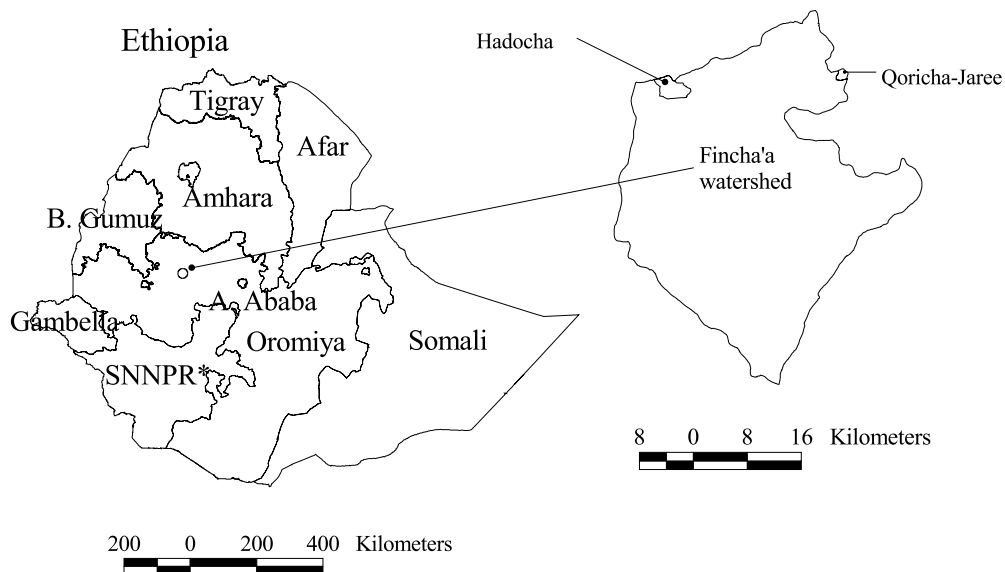 Ethiopia
Tigray
Afar
Amhara
B. Gumuz
A. Ababa
Gambella
Oromiya
Somali
SNNPR*
200 0 200 400 Kilometers
Hadocha
Qoricha-Jaree
Fincha'a
watershed
8 0 8 16 Kilometers